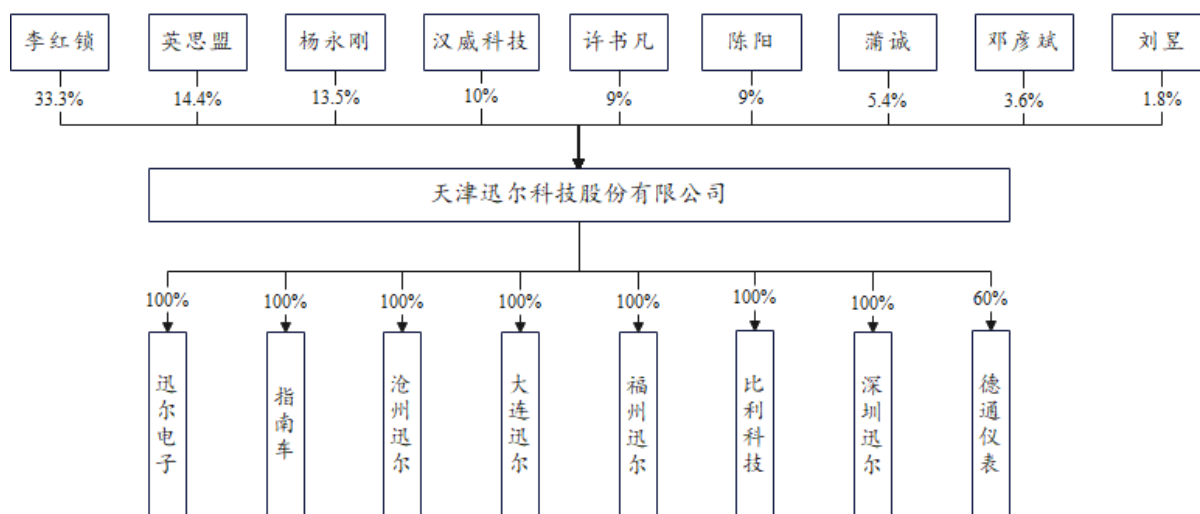 李红锁 英思盟 杨永刚 汉威科技 许书凡 陈阳 蒲诚 邓彦斌 刘昱
33.3% 14.4% 13.5% 10% 9% 9% 5.4% 3.6% 1.8%
天津迅尔科技股份有限公司
100% 100% 100% 100% 100% 100% 100% 60%
迅尔电子
指南车
沧州迅尔
大连迅尔
福州迅尔
比利科技
深圳迅尔
德通仪表